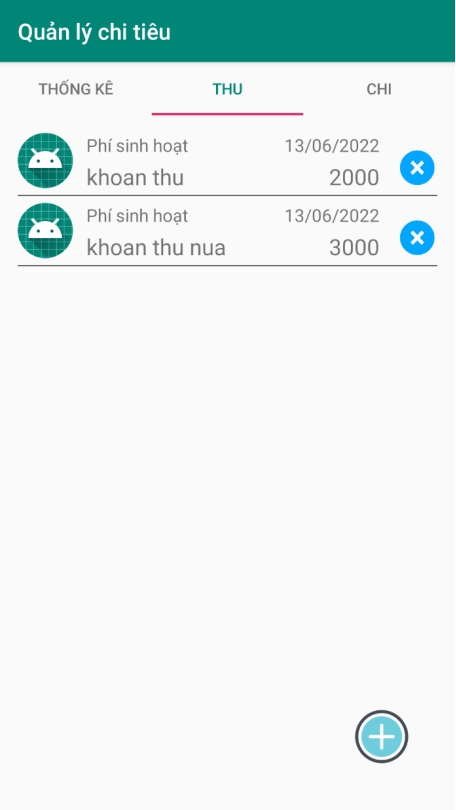 Quản lý chi tiêu
THỐNG KÊ THU CHI
Phí sinh hoạt 13/06/2022
khoan thu 2000
Phí sinh hoạt 13/06/2022
khoan thu nua 3000